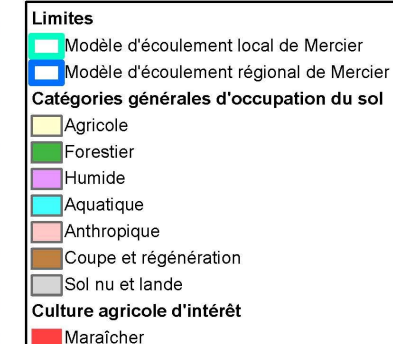 Limites
Modèle d'écoulement local de Mercier
Modèle d'écoulement régional de Mercier
Catégories générales d'occupation du sol
Agricole
Forestier
Humide
Aquatique
Anthropique
Coupe et régénération
Sol nu et lande
Culture agricole d'intérêt
Maraîcher